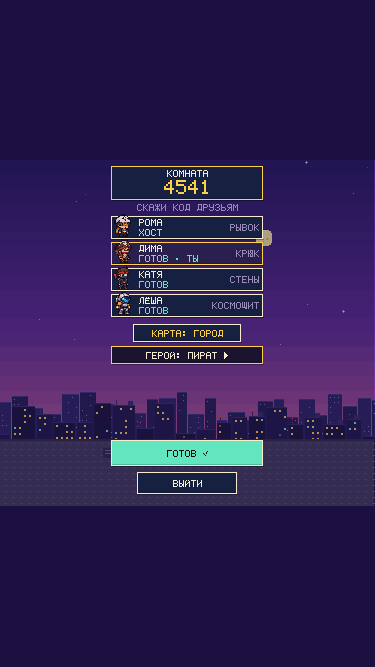 КОМНАТА
4541
СКАЖИ КОД ДРУЗЬЯМ
РОМА
ХОСТ
РЫВОК
ДИМА
ГОТОВ · ТЫ
КРЮК
КАТЯ
ГОТОВ
СТЕНЫ
ЛЁША
ГОТОВ
КОСМОЩИТ
КАРТА: ГОРОД
ГЕРОЙ: ПИРАТ ▶
ГОТОВ ✓
ВЫЙТИ